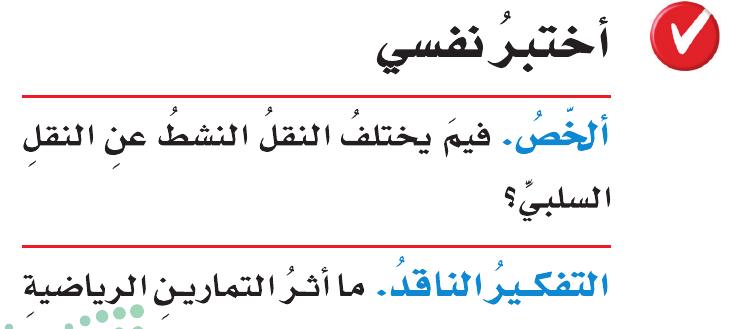 أختبرُ نفسي
ألخّصُ. فيمَ يختلفُ النقلُ النشطُ عنِ النقلِ
السلبيِّ؟
التفكيرُ الناقدُ. ما أثرُ التمارينِ الرياضيةِ